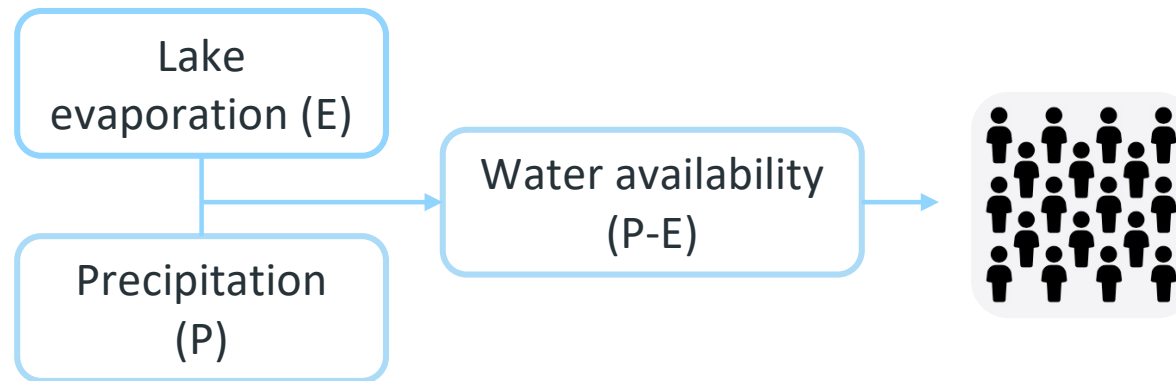 Lake
evaporation (E)
Water availability
(P-E)
Precipitation
(P)